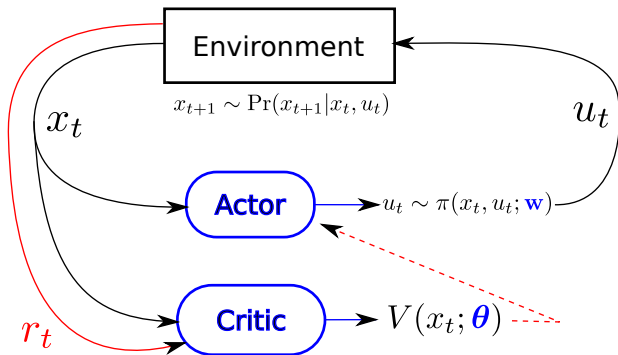 Environment
x_{t+1} ∼ Pr(x_{t+1}|x_t, u_t)
x_t
u_t
Actor
u_t ∼ π(x_t, u_t; w)
Critic
V(x_t; θ)
r_t